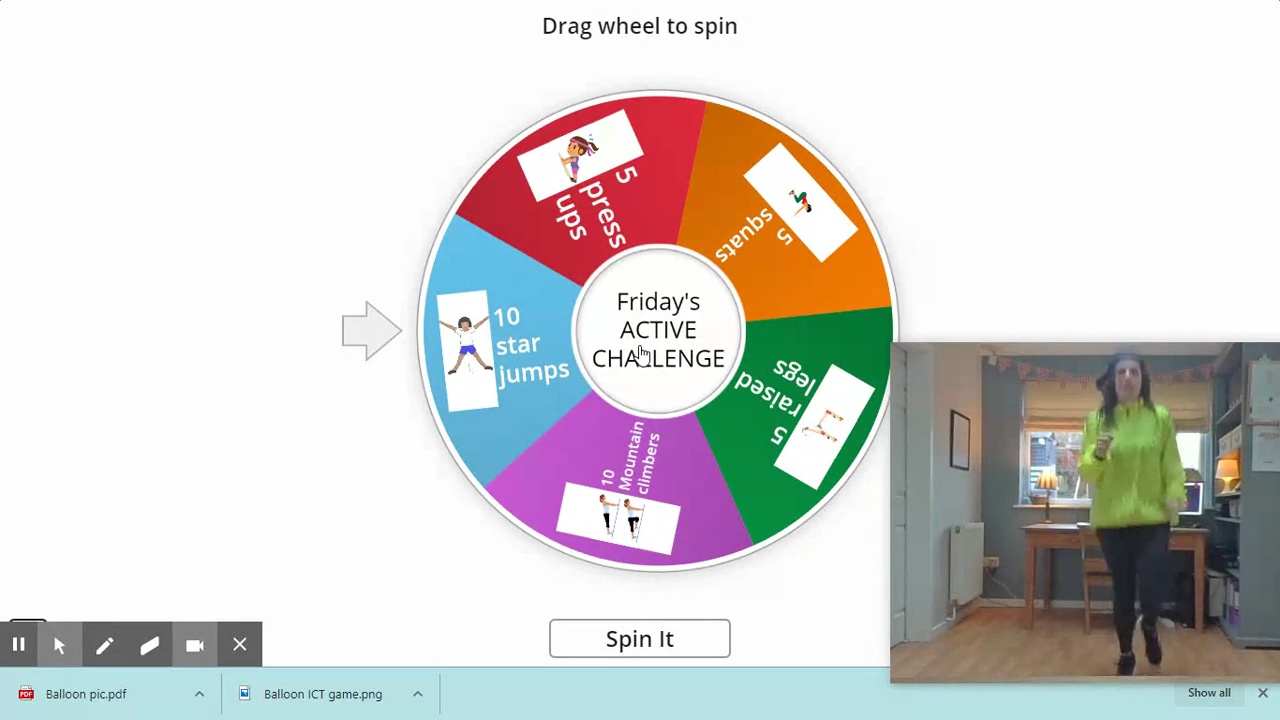 Drag wheel to spin
5
press
ups
5
squats
10
star
jumps
Friday's
ACTIVE
CHALLENGE
5
raised
legs
10
Mountain
climbers
Spin It
Balloon pic.pdf
Balloon ICT game.png
Show all